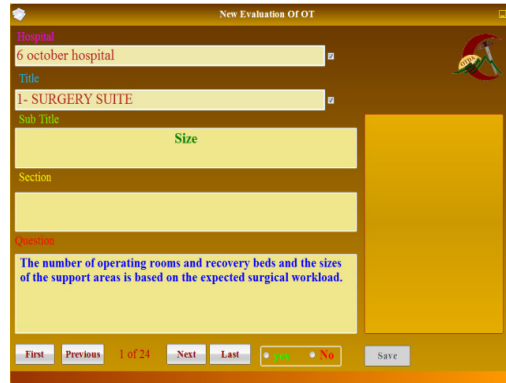 New Evaluation Of OT
Hospital
6 october hospital
Title
1- SURGERY SUITE
Sub Title
Size
Section
Question
The number of operating rooms and recovery beds and the sizes
of the support areas is based on the expected surgical workload.
First Previous 1 of 24 Next Last yes No Save